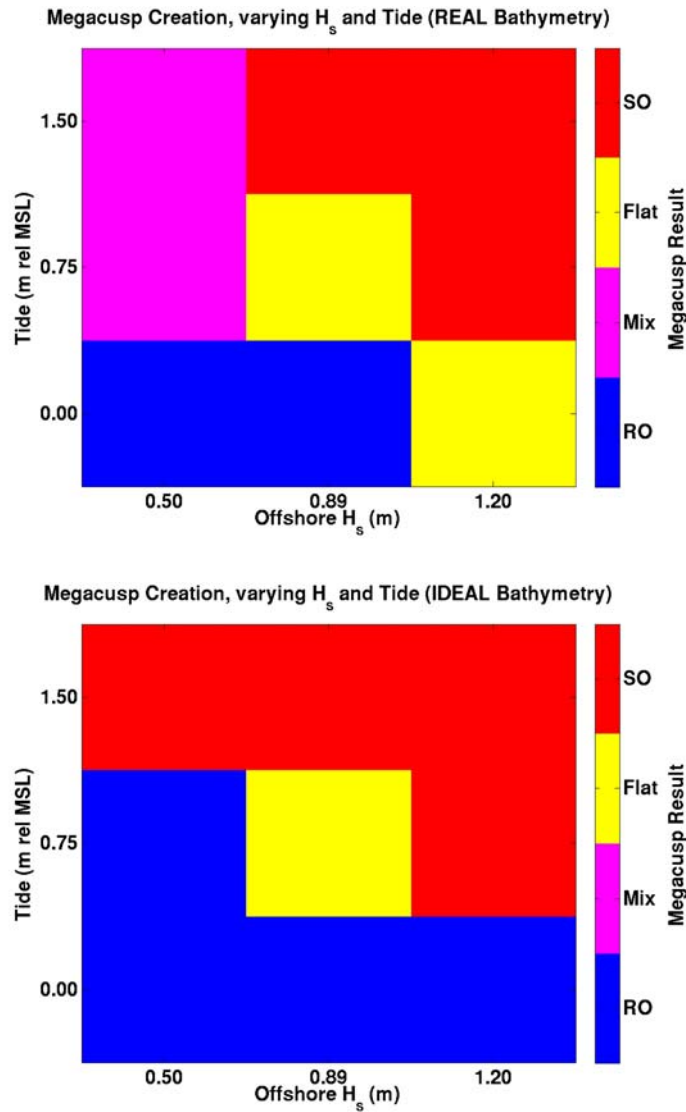 Megacusp Creation, varying Hs and Tide (REAL Bathymetry)
1.50
0.75
0.00
Tide (m rel MSL)
0.50 0.89 1.20
Offshore Hs (m)
SO
Flat
Mix
RO
Megacusp Result
Megacusp Creation, varying Hs and Tide (IDEAL Bathymetry)
1.50
0.75
0.00
Tide (m rel MSL)
0.50 0.89 1.20
Offshore Hs (m)
SO
Flat
Mix
RO
Megacusp Result